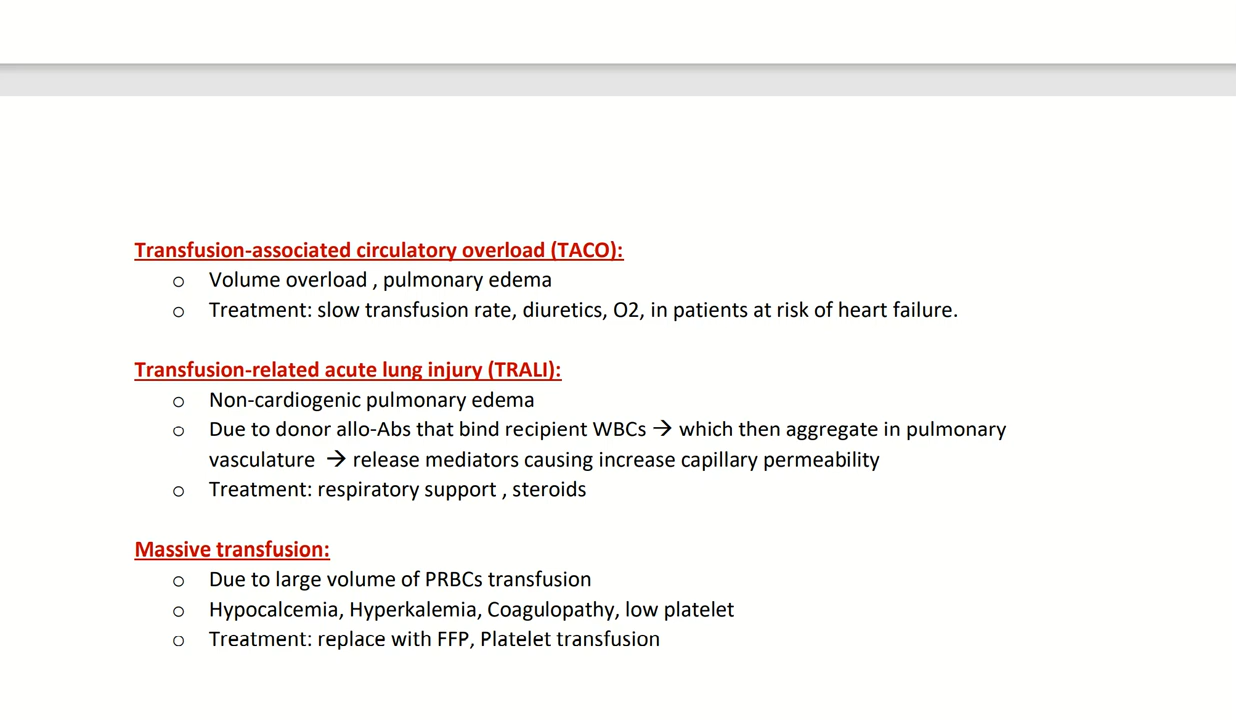 Transfusion-associated circulatory overload (TACO):
o Volume overload , pulmonary edema
o Treatment: slow transfusion rate, diuretics, O2, in patients at risk of heart failure.
Transfusion-related acute lung injury (TRALI):
o Non-cardiogenic pulmonary edema
o Due to donor allo-Abs that bind recipient WBCs → which then aggregate in pulmonary
vasculature → release mediators causing increase capillary permeability
o Treatment: respiratory support , steroids
Massive transfusion:
o Due to large volume of PRBCs transfusion
o Hypocalcemia, Hyperkalemia, Coagulopathy, low platelet
o Treatment: replace with FFP, Platelet transfusion